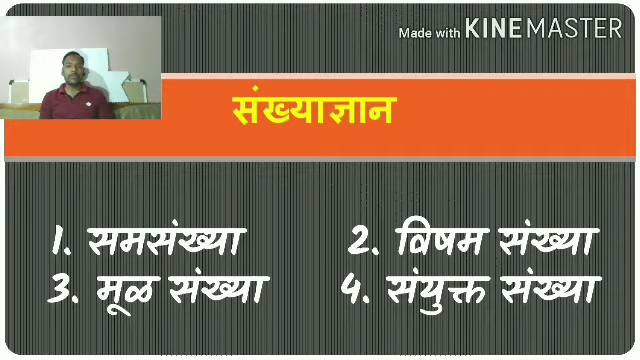 Made with KINEMASTER
संख्याज्ञान
1. समसंख्या 2. विषम संख्या
3. मूळ संख्या 4. संयुक्त संख्या